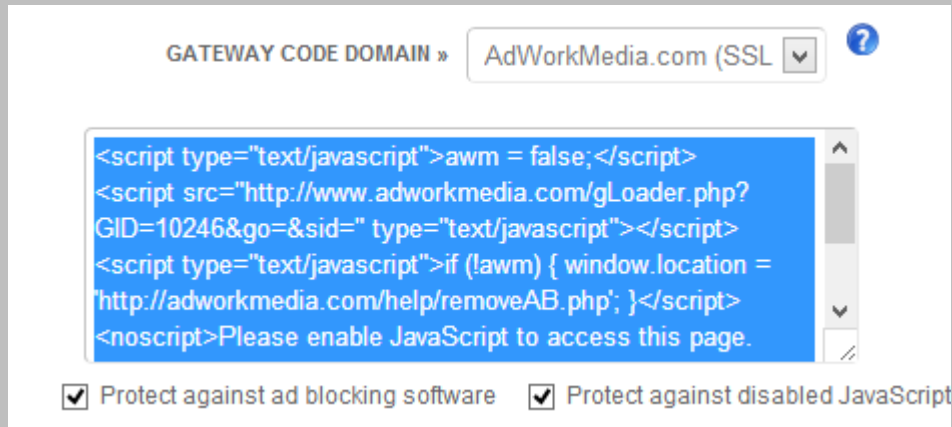 GATEWAY CODE DOMAIN » AdWorkMedia.com (SSL
<script type="text/javascript">awm = false;</script>
<script src="http://www.adworkmedia.com/gLoader.php?
GID=10246&go=&sid=" type="text/javascript"></script>
<script type="text/javascript">if (!awm) { window.location =
'http://adworkmedia.com/help/removeAB.php'; }</script>
<noscript>Please enable JavaScript to access this page.
Protect against ad blocking software Protect against disabled JavaScript